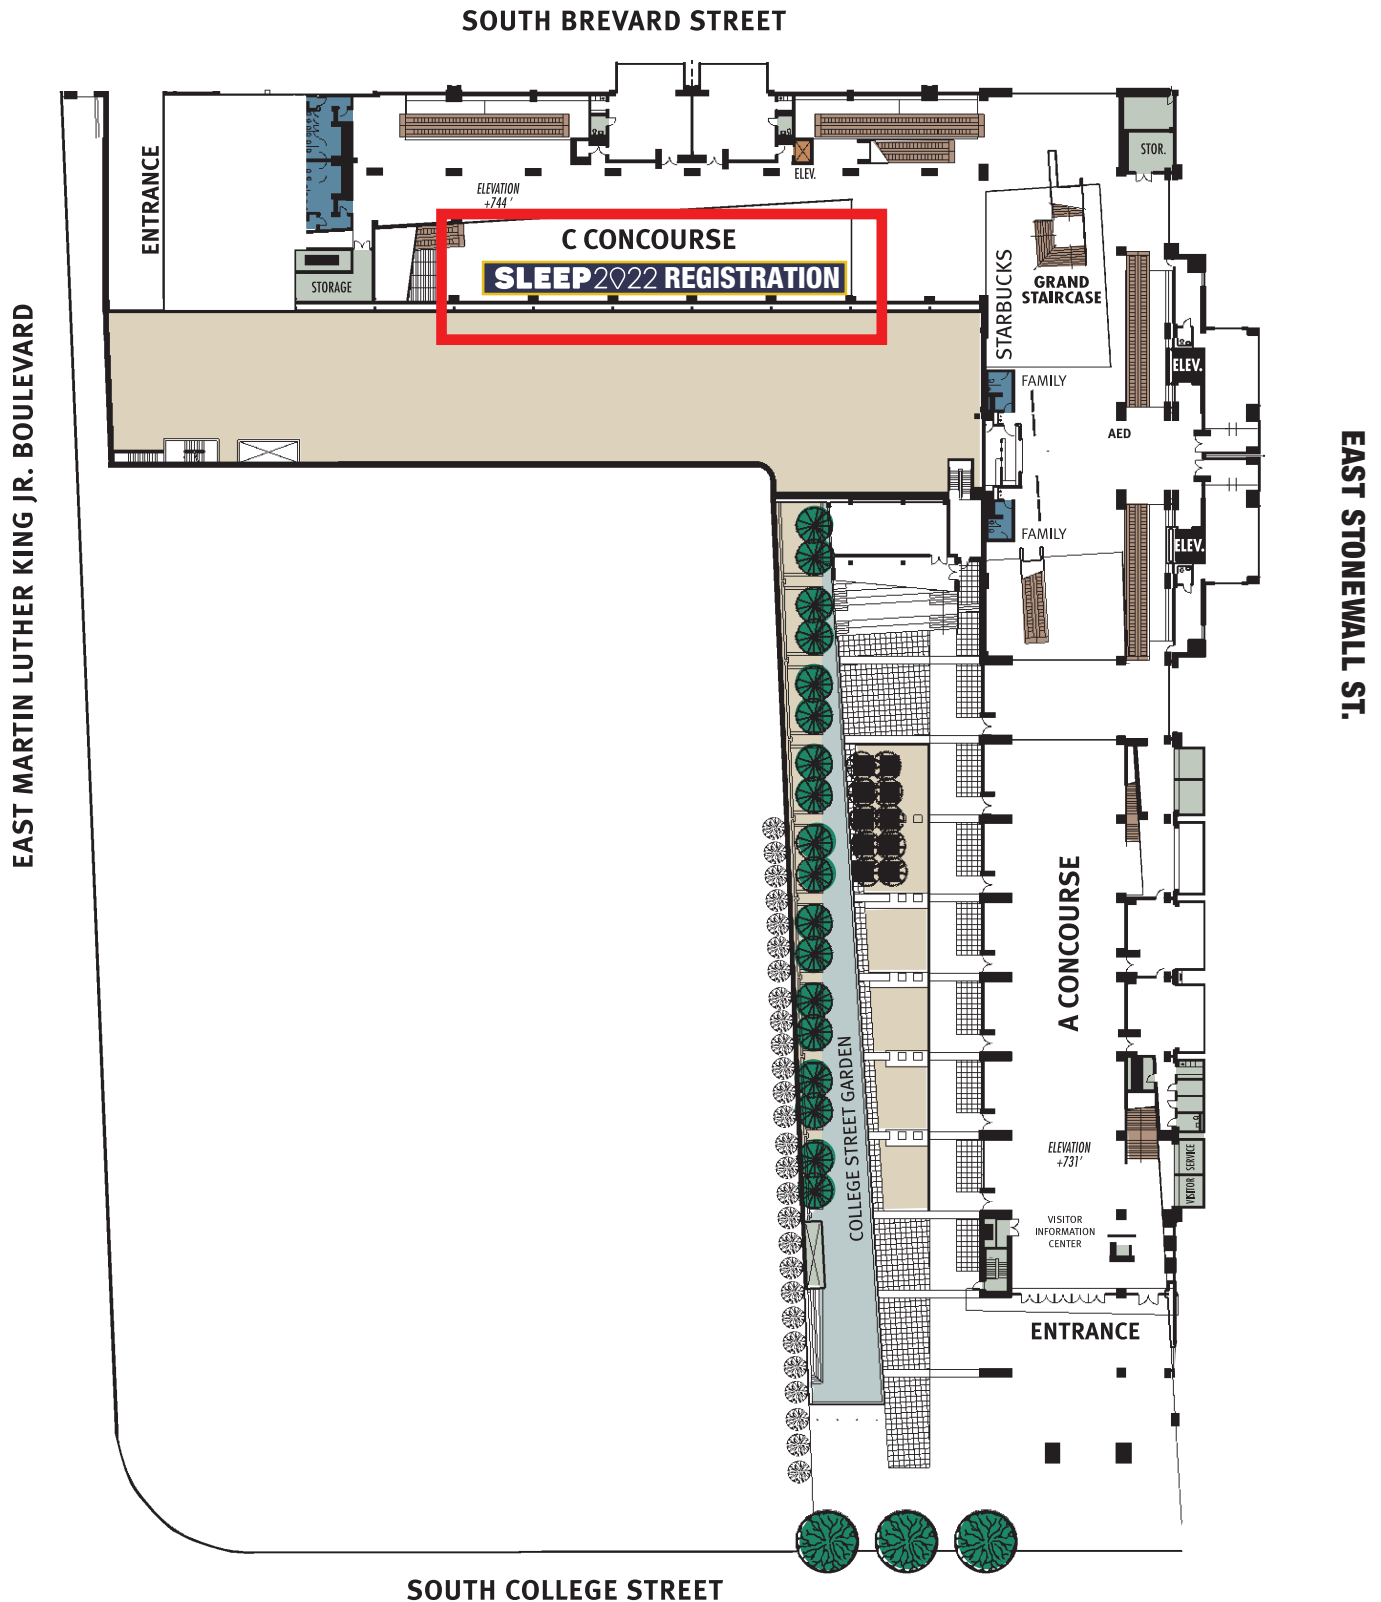 SOUTH BREVARD STREET
ENTRANCE
STOR.
ELEV.
ELEVATION
+744 '
C CONCOURSE
SLEEP2022 REGISTRATION
STORAGE
STARBUCKS
GRAND
STAIRCASE
ELEV.
FAMILY
AED
FAMILY
ELEV.
EAST MARTIN LUTHER KING JR. BOULEVARD
EAST STONEWALL ST.
A CONCOURSE
COLLEGE STREET GARDEN
ELEVATION
+731'
VISITOR
SERVICE
VISITOR
INFORMATION
CENTER
ENTRANCE
SOUTH COLLEGE STREET